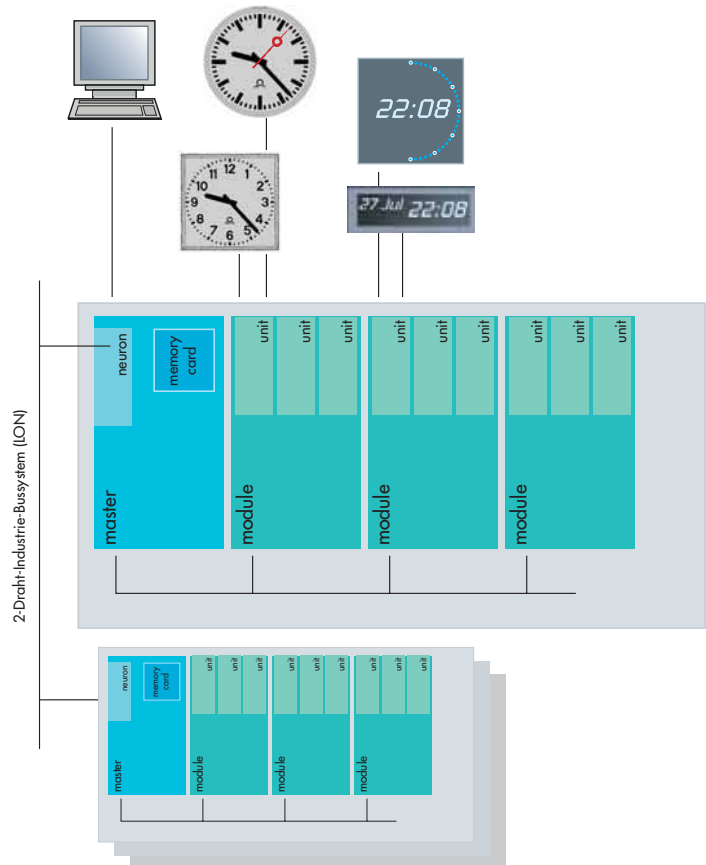 22:08
11 12 1
10 2
9 3
8 4
7 6 5
27 Jul 22:08
2-Draht-Industrie-Bussystem (LON)
neuron
memory
card
unit
unit
unit
unit
unit
unit
unit
unit
unit
master
module
module
module
neuron
memory
card
unit
unit
unit
unit
unit
unit
unit
unit
unit
master
module
module
module